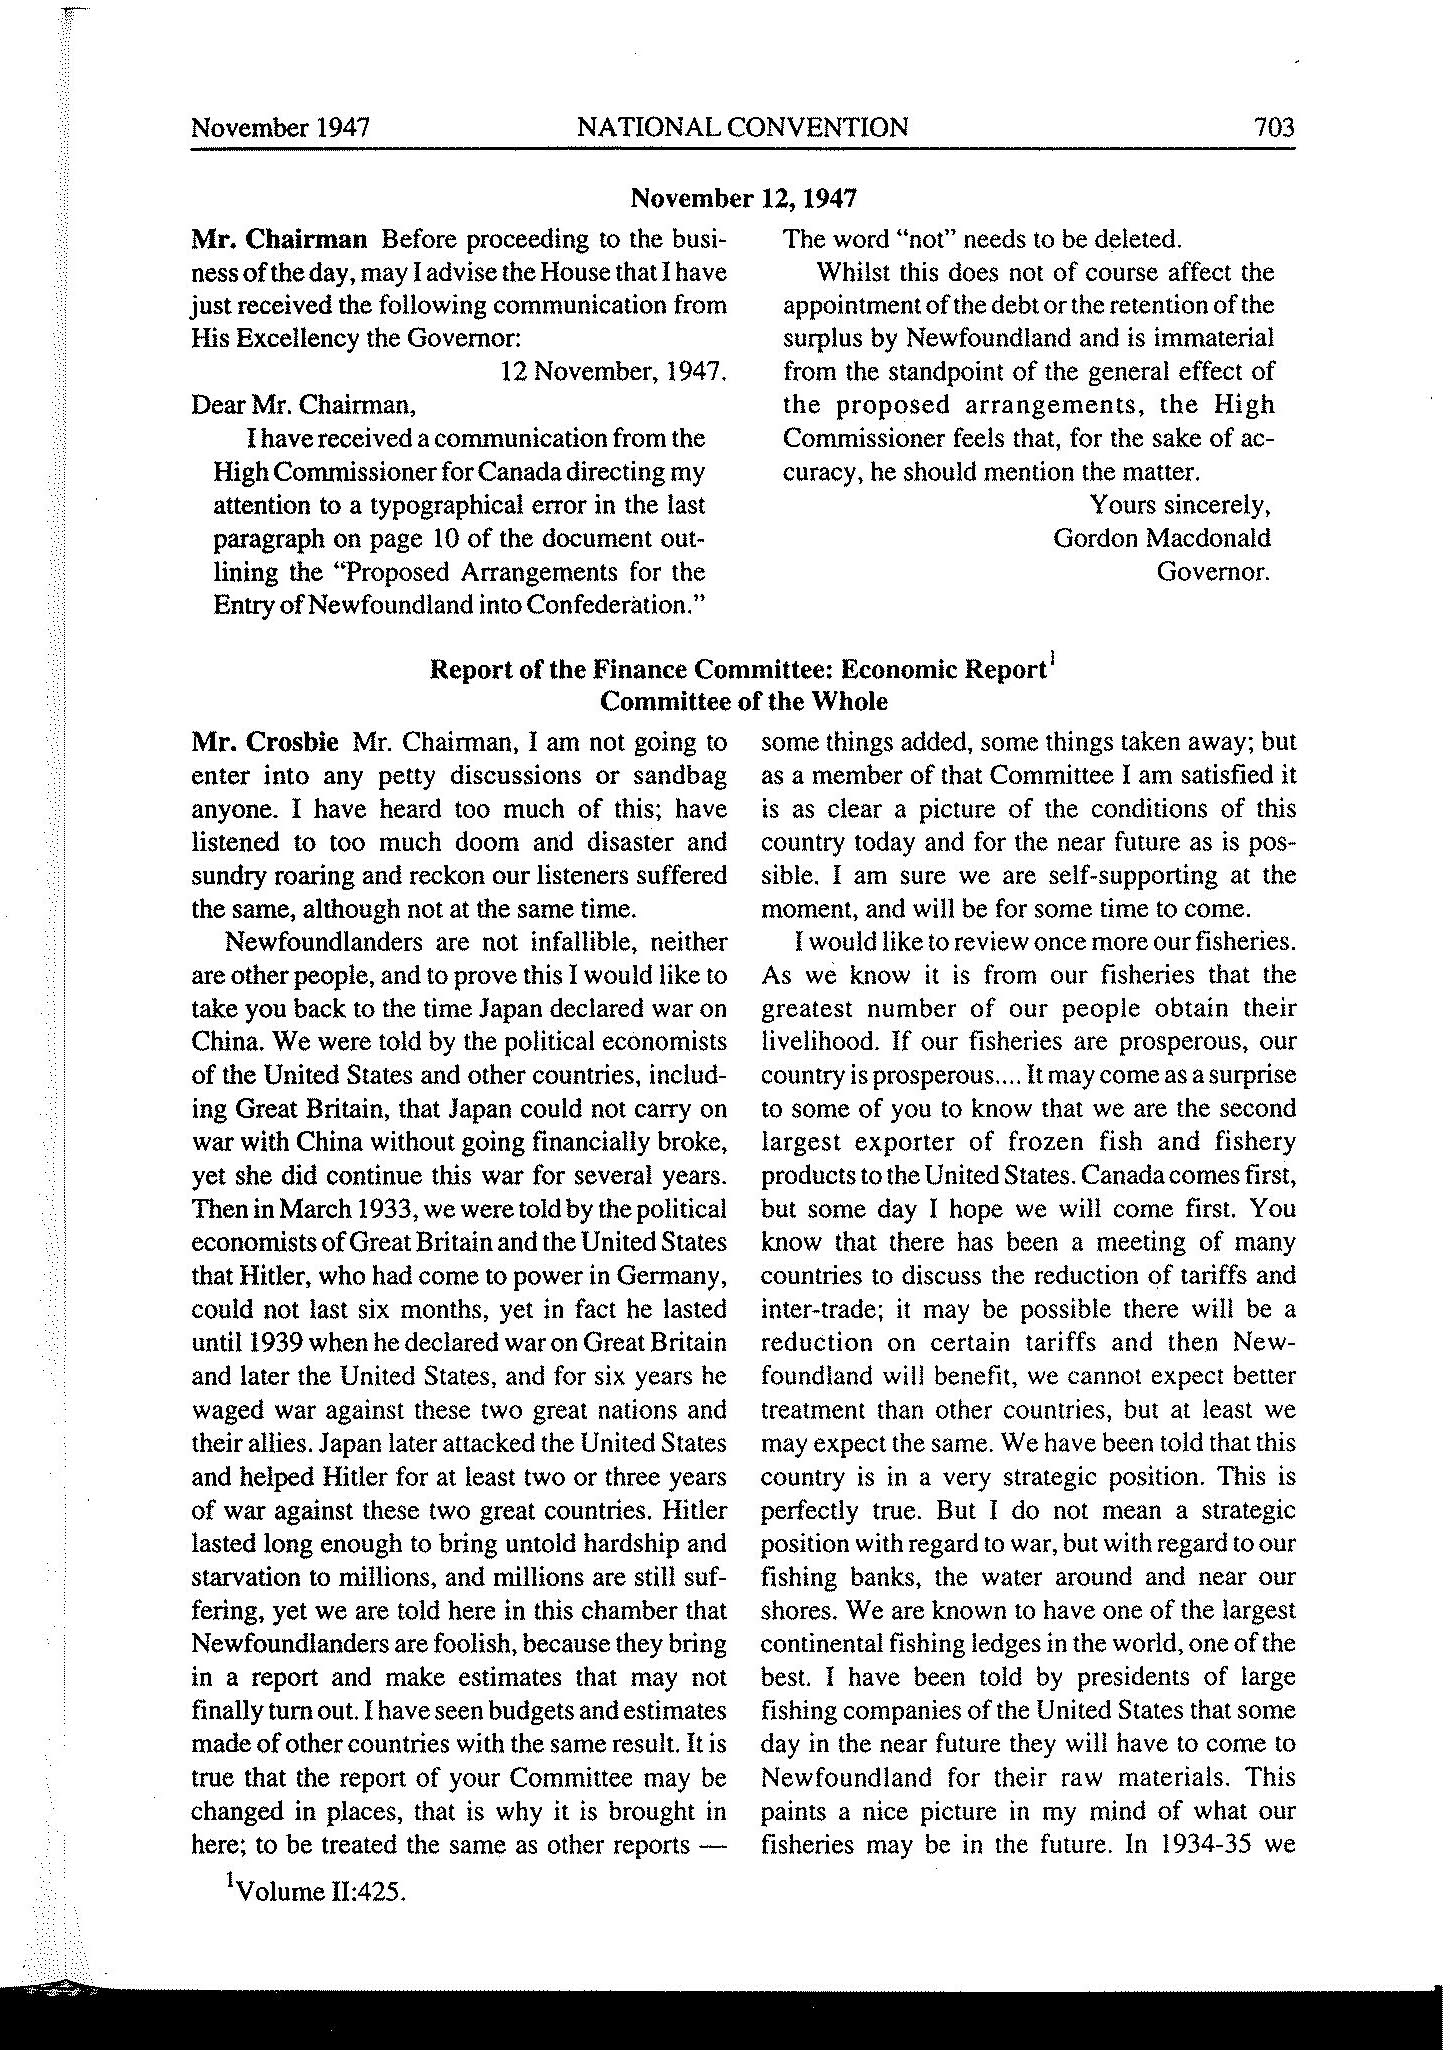 November 1947 NATIONAL CONVENTION 703
November 12, 1947
Mr. Chairman Before proceeding to the busi-
ness of the day, may I advise the House that I have
just received the following communication from
His Excellency the Governor:
12 November, 1947.
Dear Mr. Chairman,
I have received a communication from the
High Commissioner for Canada directing my
attention to a typographical error in the last
paragraph on page 10 of the document out-
lining the “Proposed Arrangements for the
Entry of Newfoundland into Confederation.”
The word “not” needs to be deleted.
Whilst this does not of course affect the
appointment of the debt or the retention of the
surplus by Newfoundland and is immaterial
from the standpoint of the general effect of
the proposed arrangements, the High
Commissioner feels that, for the sake of ac-
curacy, he should mention the matter.
Yours sincerely,
Gordon Macdonald
Governor.
Report of the Finance Committee: Economic Report¹
Committee of the Whole
Mr. Crosbie Mr. Chairman, I am not going to
enter into any petty discussions or sandbag
anyone. I have heard too much of this; have
listened to too much doom and disaster and
sundry roaring and reckon our listeners suffered
the same, although not at the same time.
Newfoundlanders are not infallible, neither
are other people, and to prove this I would like to
take you back to the time Japan declared war on
China. We were told by the political economists
of the United States and other countries, includ-
ing Great Britain, that Japan could not carry on
war with China without going financially broke,
yet she did continue this war for several years.
Then in March 1933, we were told by the political
economists of Great Britain and the United States
that Hitler, who had come to power in Germany,
could not last six months, yet in fact he lasted
until 1939 when he declared war on Great Britain
and later the United States, and for six years he
waged war against these two great nations and
their allies. Japan later attacked the United States
and helped Hitler for at least two or three years
of war against these two great countries. Hitler
lasted long enough to bring untold hardship and
starvation to millions, and millions are still suf-
fering, yet we are told here in this chamber that
Newfoundlanders are foolish, because they bring
in a report and make estimates that may not
finally turn out. I have seen budgets and estimates
made of other countries with the same result. It is
true that the report of your Committee may be
changed in places, that is why it is brought in
here; to be treated the same as other reports —
some things added, some things taken away; but
as a member of that Committee I am satisfied it
is as clear a picture of the conditions of this
country today and for the near future as is pos-
sible. I am sure we are self-supporting at the
moment, and will be for some time to come.
I would like to review once more our fisheries.
As we know it is from our fisheries that the
greatest number of our people obtain their
livelihood. If our fisheries are prosperous, our
country is prosperous.... It may come as a surprise
to some of you to know that we are the second
largest exporter of frozen fish and fishery
products to the United States. Canada comes first,
but some day I hope we will come first. You
know that there has been a meeting of many
countries to discuss the reduction of tariffs and
inter-trade; it may be possible there will be a
reduction on certain tariffs and then New-
foundland will benefit, we cannot expect better
treatment than other countries, but at least we
may expect the same. We have been told that this
country is in a very strategic position. This is
perfectly true. But I do not mean a strategic
position with regard to war, but with regard to our
fishing banks, the water around and near our
shores. We are known to have one of the largest
continental fishing ledges in the world, one of the
best. I have been told by presidents of large
fishing companies of the United States that some
day in the near future they will have to come to
Newfoundland for their raw materials. This
paints a nice picture in my mind of what our
fisheries may be in the future. In 1934-35 we
¹Volume II:425.